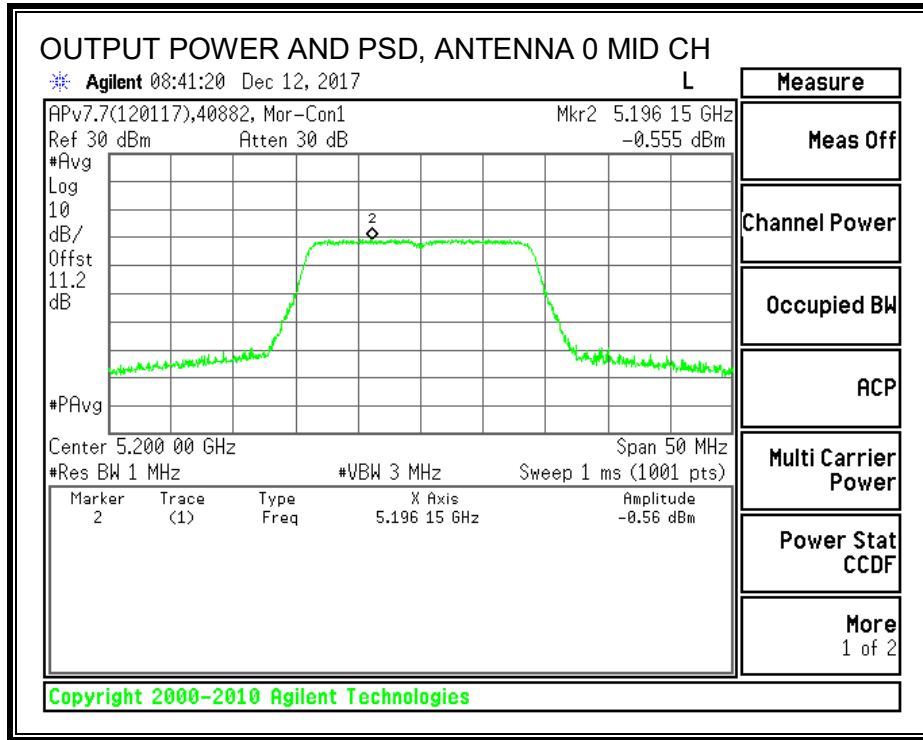 OUTPUT POWER AND PSD, ANTENNA 0 MID CH
Agilent 08:41:20 Dec 12, 2017 L
APv7.7(120117),40882, Mor-Con1 Mkr2 5.196 15 GHz
Ref 30 dBm Atten 30 dB -0.555 dBm
#Avg
Log
10
dB/
Offst
11.2
dB
#PAvg
2
Center 5.200 00 GHz Span 50 MHz
#Res BW 1 MHz #VBW 3 MHz Sweep 1 ms (1001 pts)
Marker Trace Type X Axis Amplitude
2 (1) Freq 5.196 15 GHz -0.56 dBm
Measure
Meas Off
Channel Power
Occupied BW
ACP
Multi Carrier
Power
Power Stat
CCDF
More
1 of 2
Copyright 2000-2010 Agilent Technologies